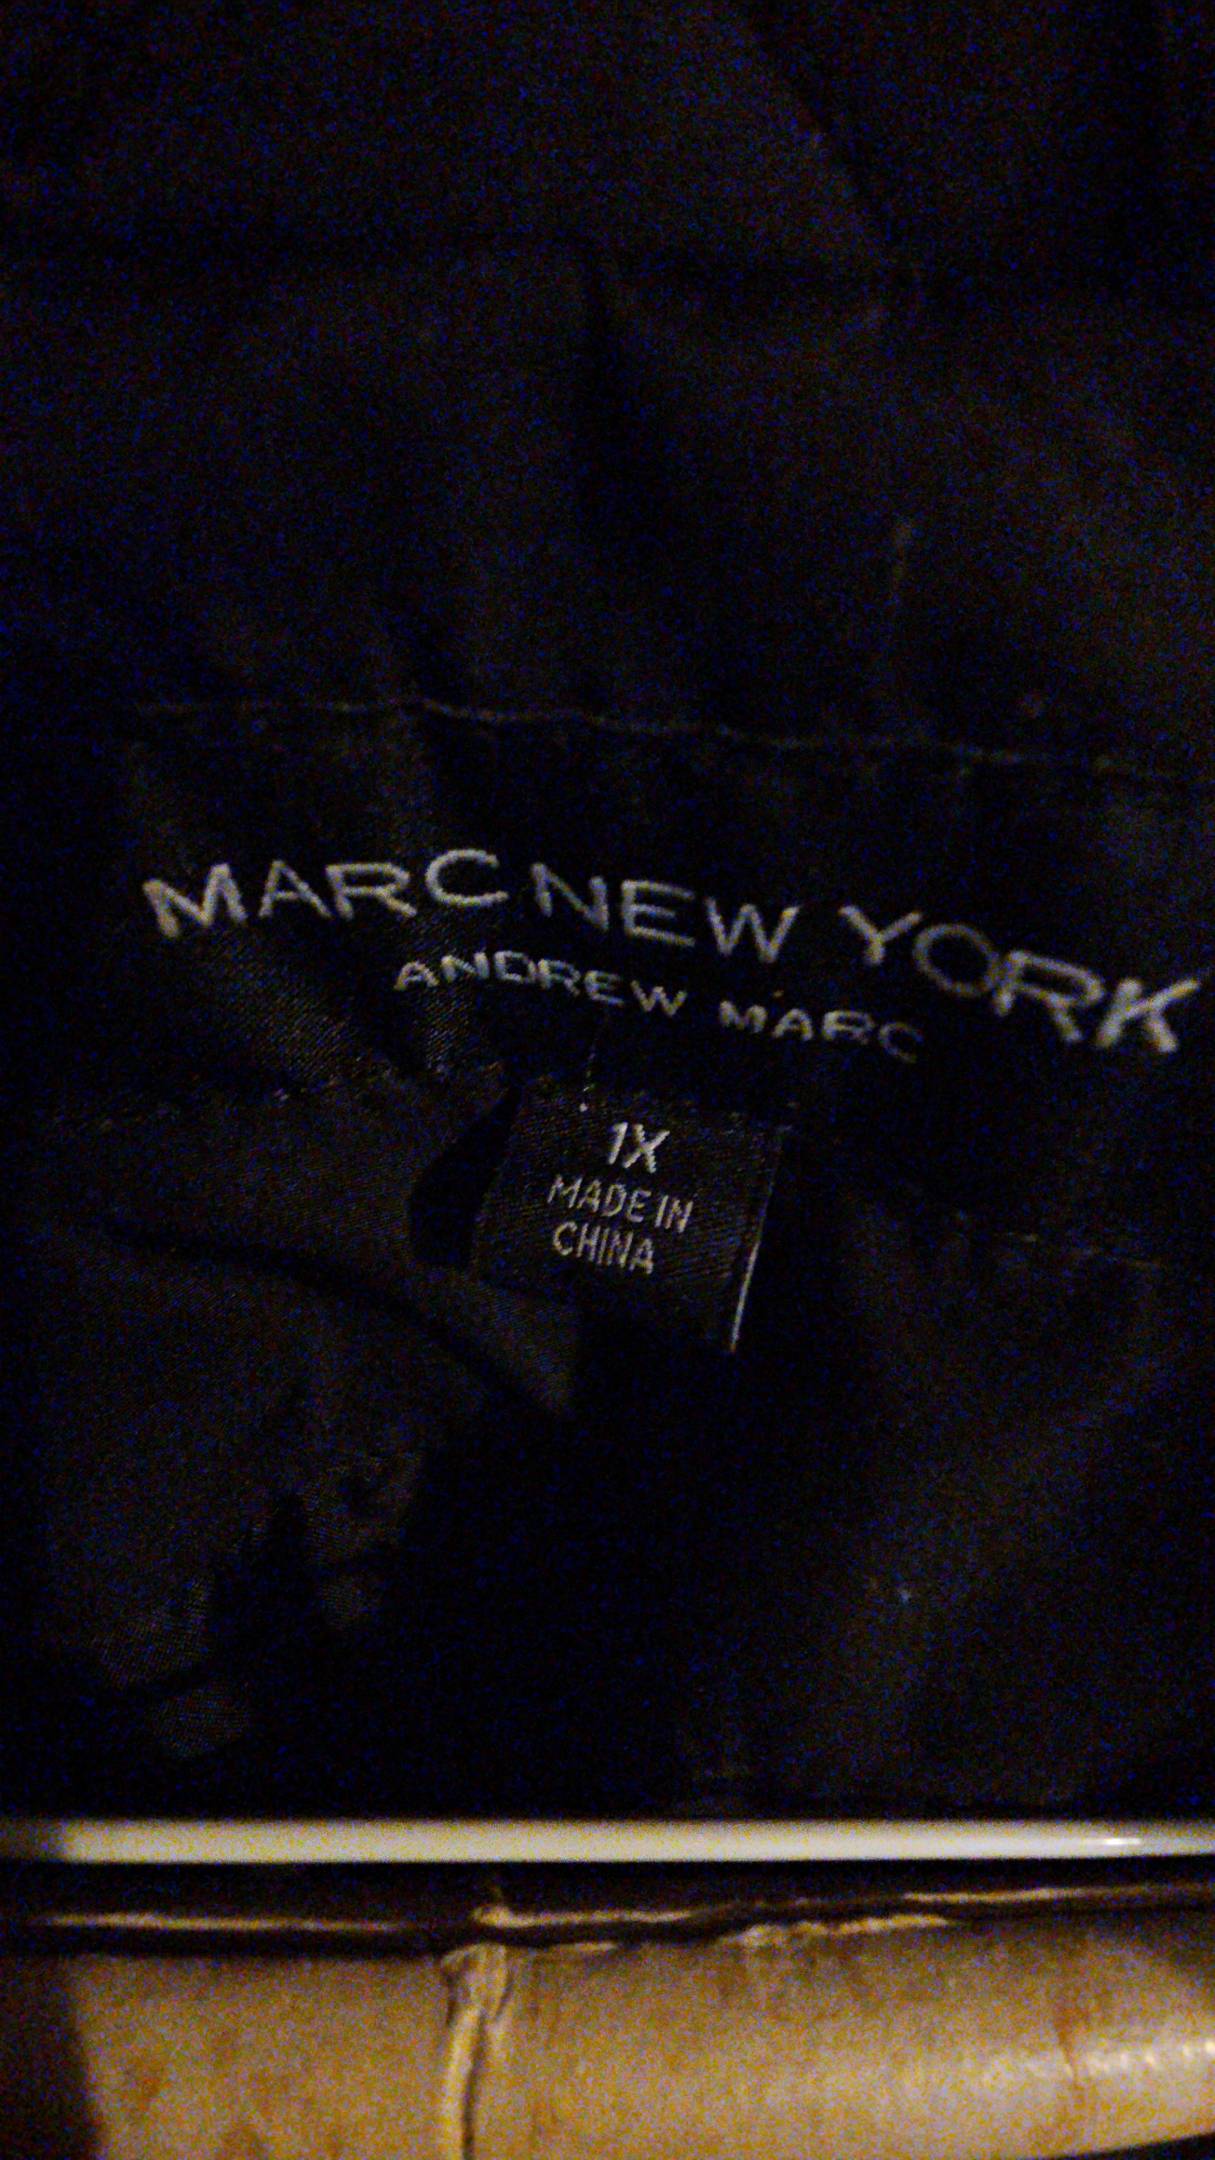 MARC NEW YORK
ANDREW MARC
1X
MADE IN
CHINA